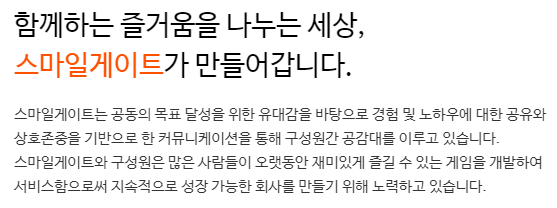 함께하는 즐거움을 나누는 세상,
스마일게이트가 만들어갑니다.
스마일게이트는 공동의 목표 달성을 위한 유대감을 바탕으로 경험 및 노하우에 대한 공유와
상호존중을 기반으로 한 커뮤니케이션을 통해 구성원간 공감대를 이루고 있습니다.
스마일게이트와 구성원은 많은 사람들이 오랫동안 재미있게 즐길 수 있는 게임을 개발하여
서비스함으로써 지속적으로 성장 가능한 회사를 만들기 위해 노력하고 있습니다.